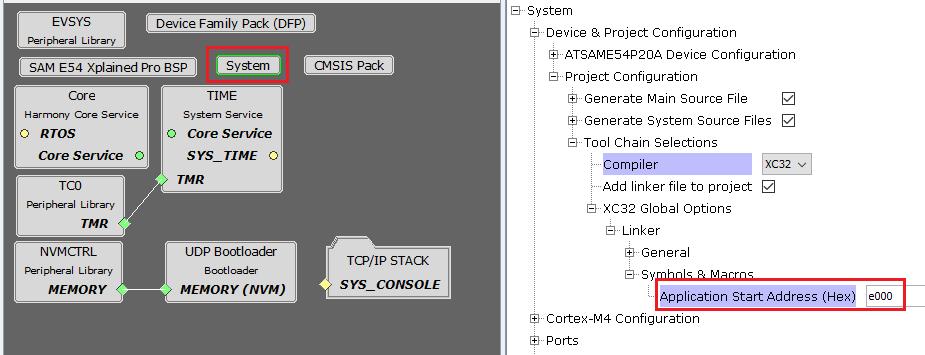 EVSYS
Peripheral Library
Device Family Pack (DFP)
SAM E54 Xplained Pro BSP
System
CMSIS Pack
Core
Harmony Core Service
RTOS
Core Service
TIME
System Service
Core Service
SYS_TIME
TMR
TC0
Peripheral Library
TMR
NVMCTRL
Peripheral Library
MEMORY
UDP Bootloader
Bootloader
MEMORY (NVM)
TCP/IP STACK
SYS_CONSOLE
System
Device & Project Configuration
ATSAME54P20A Device Configuration
Project Configuration
Generate Main Source File
Generate System Source Files
Tool Chain Selections
Compiler XC32
Add linker file to project
XC32 Global Options
Linker
General
Symbols & Macros
Application Start Address (Hex) e000
Cortex-M4 Configuration
Ports